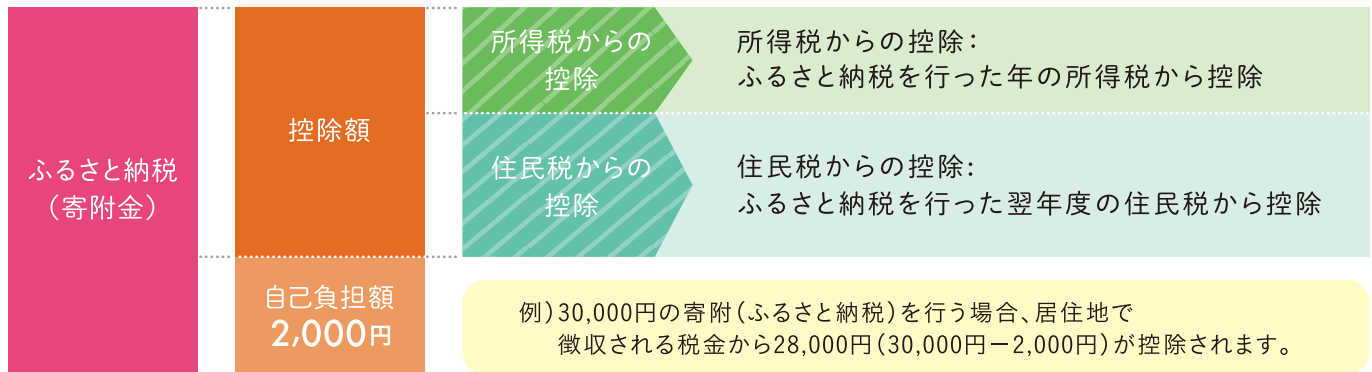 ふるさと納税
（寄附金）
控除額
自己負担額
2,000円
所得税からの
控除
所得税からの控除：
ふるさと納税を行った年の所得税から控除
住民税からの
控除
住民税からの控除:
ふるさと納税を行った翌年度の住民税から控除
例）30,000円の寄附（ふるさと納税）を行う場合、居住地で
徴収される税金から28,000円（30,000円ー2,000円）が控除されます。